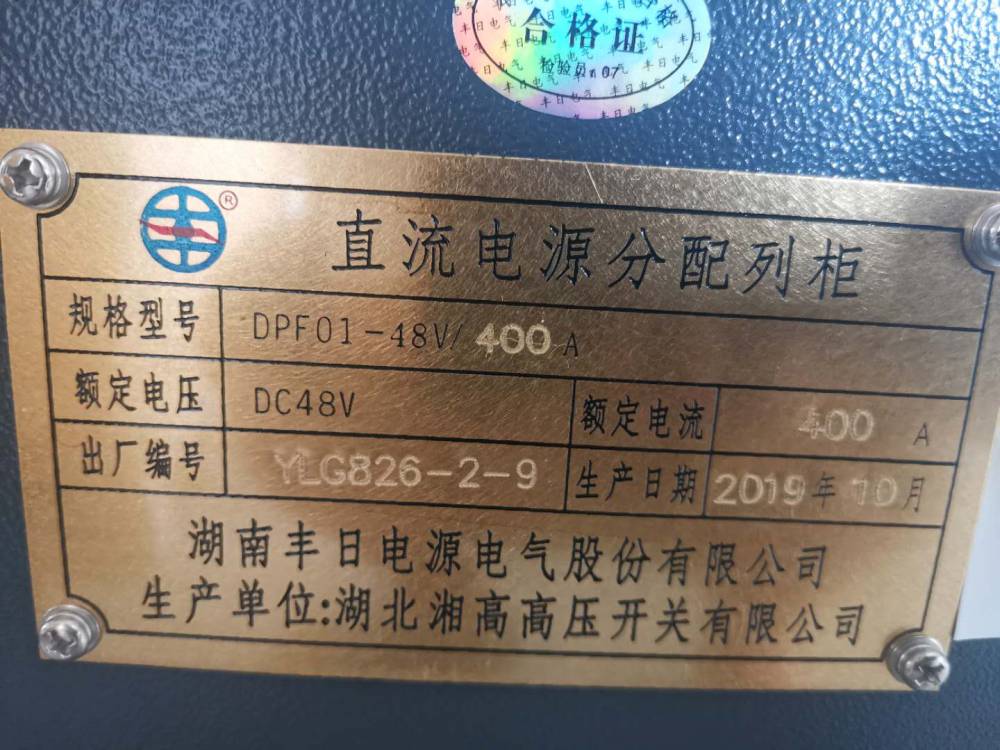 合格证
检验员 07
®
直流电源分配列柜
规格型号 DPF01-48V/400A
额定电压 DC48V 额定电流 400 A
出厂编号 YLG826-2-9 生产日期 2019年10月
湖南丰日电源电气股份有限公司
生产单位:湖北湘高高压开关有限公司